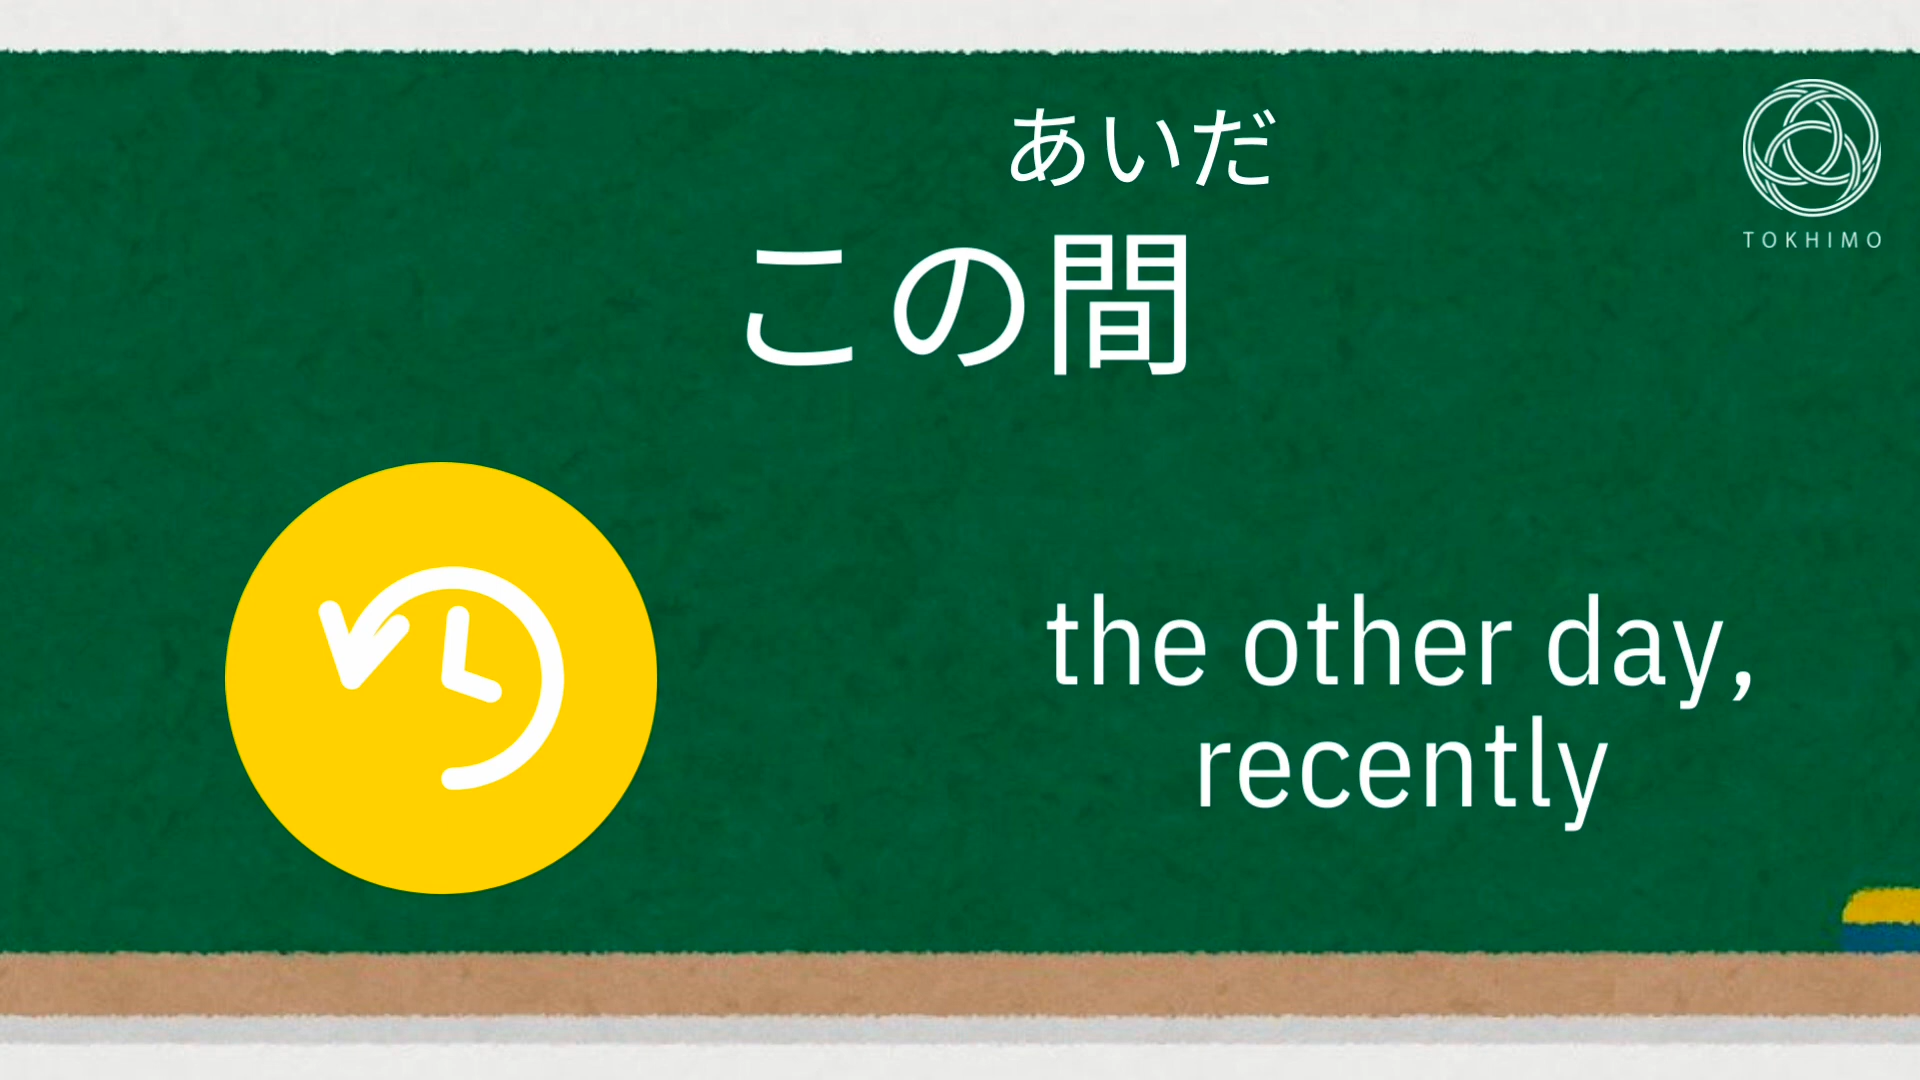 あいだ
この間
TOKHIMO
the other day,
recently